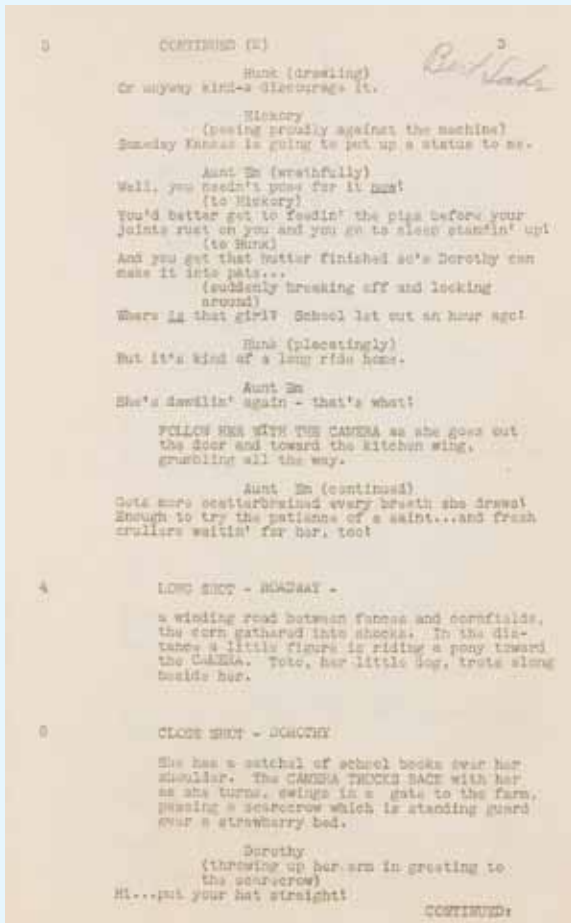 3 CONTINUED (2) 3
Hunk (drawling)
Or anyway kind-a discourage it.
Hickory
(posing proudly against the machine)
Someday Kansas is going to put up a statue to me.
Aunt Em (wrathfully)
Well, you needn't pose for it now!
(to Hickory)
You'd better get to feedin' the pigs before your
joints rust on you and you go to sleep standin' up!
(to Hunk)
And you get that butter finished so's Dorothy can
make it into pats...
(suddenly breaking off and looking
around)
Where is that girl? School let out an hour ago!
Hunk (placatingly)
But it's kind of a long ride home.
Aunt Em
She's dawdlin' again - that's what!
FOLLOW HER WITH THE CAMERA as she goes out
the door and toward the kitchen wing,
grumbling all the way.
Aunt Em (continued)
Gets more scatterbrained every breath she draws!
Enough to try the patience of a saint...and fresh
crullers waitin' for her, too!
4 LONG SHOT - ROADWAY -
a winding road between fences and cornfields,
the corn gathered into shocks. In the dis-
tance a little figure is riding a pony toward
the CAMERA. Toto, her little dog, trots along
beside her.
CLOSE SHOT - DOROTHY
She has a satchel of school books over her
shoulder. The CAMERA TRUCKS BACK with her
as she turns, swings in a gate to the farm,
passing a scarecrow which is standing guard
over a strawberry bed.
Dorothy
(throwing up her arm in greeting to
the scarecrow)
Hi...put your hat straight!
CONTINUED: